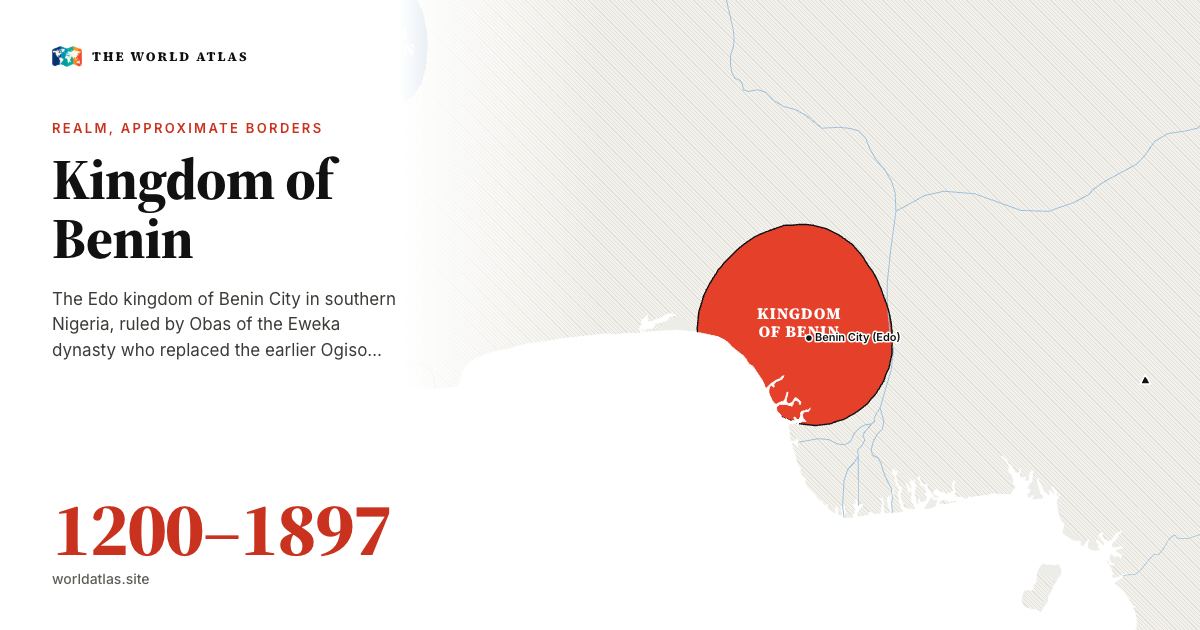 THE WORLD ATLAS
REALM, APPROXIMATE BORDERS
Kingdom of
Benin
The Edo kingdom of Benin City in southern
Nigeria, ruled by Obas of the Eweka
dynasty who replaced the earlier Ogiso...
1200–1897
worldatlas.site
KINGDOM
OF BENIN
Benin City (Edo)